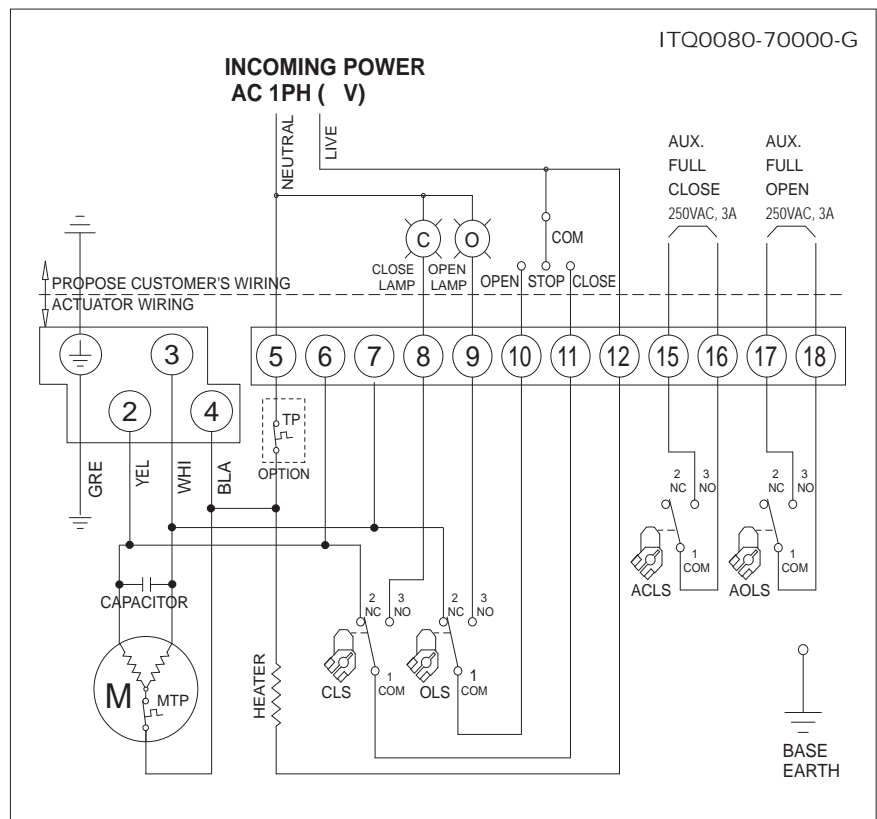 ITQ0080-70000-G
INCOMING POWER
AC 1PH ( V)
NEUTRAL
LIVE
AUX.
FULL
CLOSE
250VAC, 3A
AUX.
FULL
OPEN
250VAC, 3A
C
O
COM
CLOSE
LAMP
OPEN
LAMP
OPEN
STOP
CLOSE
PROPOSE CUSTOMER'S WIRING
ACTUATOR WIRING
3
2
4
5
6
7
8
9
10
11
12
15
16
17
18
TP
OPTION
GRE
YEL
WHI
BLA
2
NC
3
NO
1
COM
ACLS
2
NC
3
NO
1
COM
AOLS
CAPACITOR
M
MTP
HEATER
2
NC
3
NO
1
COM
CLS
2
NC
3
NO
1
COM
OLS
BASE
EARTH